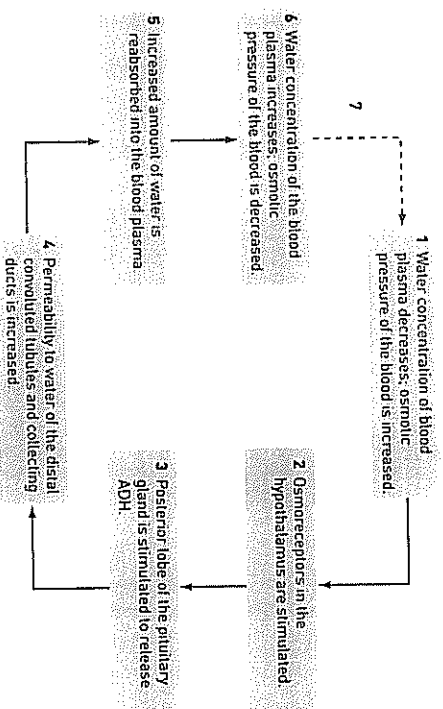 1 Water concentration of blood
plasma decreases; osmotic
pressure of the blood is increased.
2 Osmoreceptors in the
hypothalamus are stimulated.
3 Posterior lobe of the pituitary
gland is stimulated to release
ADH.
4 Permeability to water of the distal
convoluted tubules and collecting
ducts is increased
5 Increased amount of water is
reabsorbed into the blood plasma
6 Water concentration of the blood
plasma increases; osmotic
pressure of the blood is decreased
7